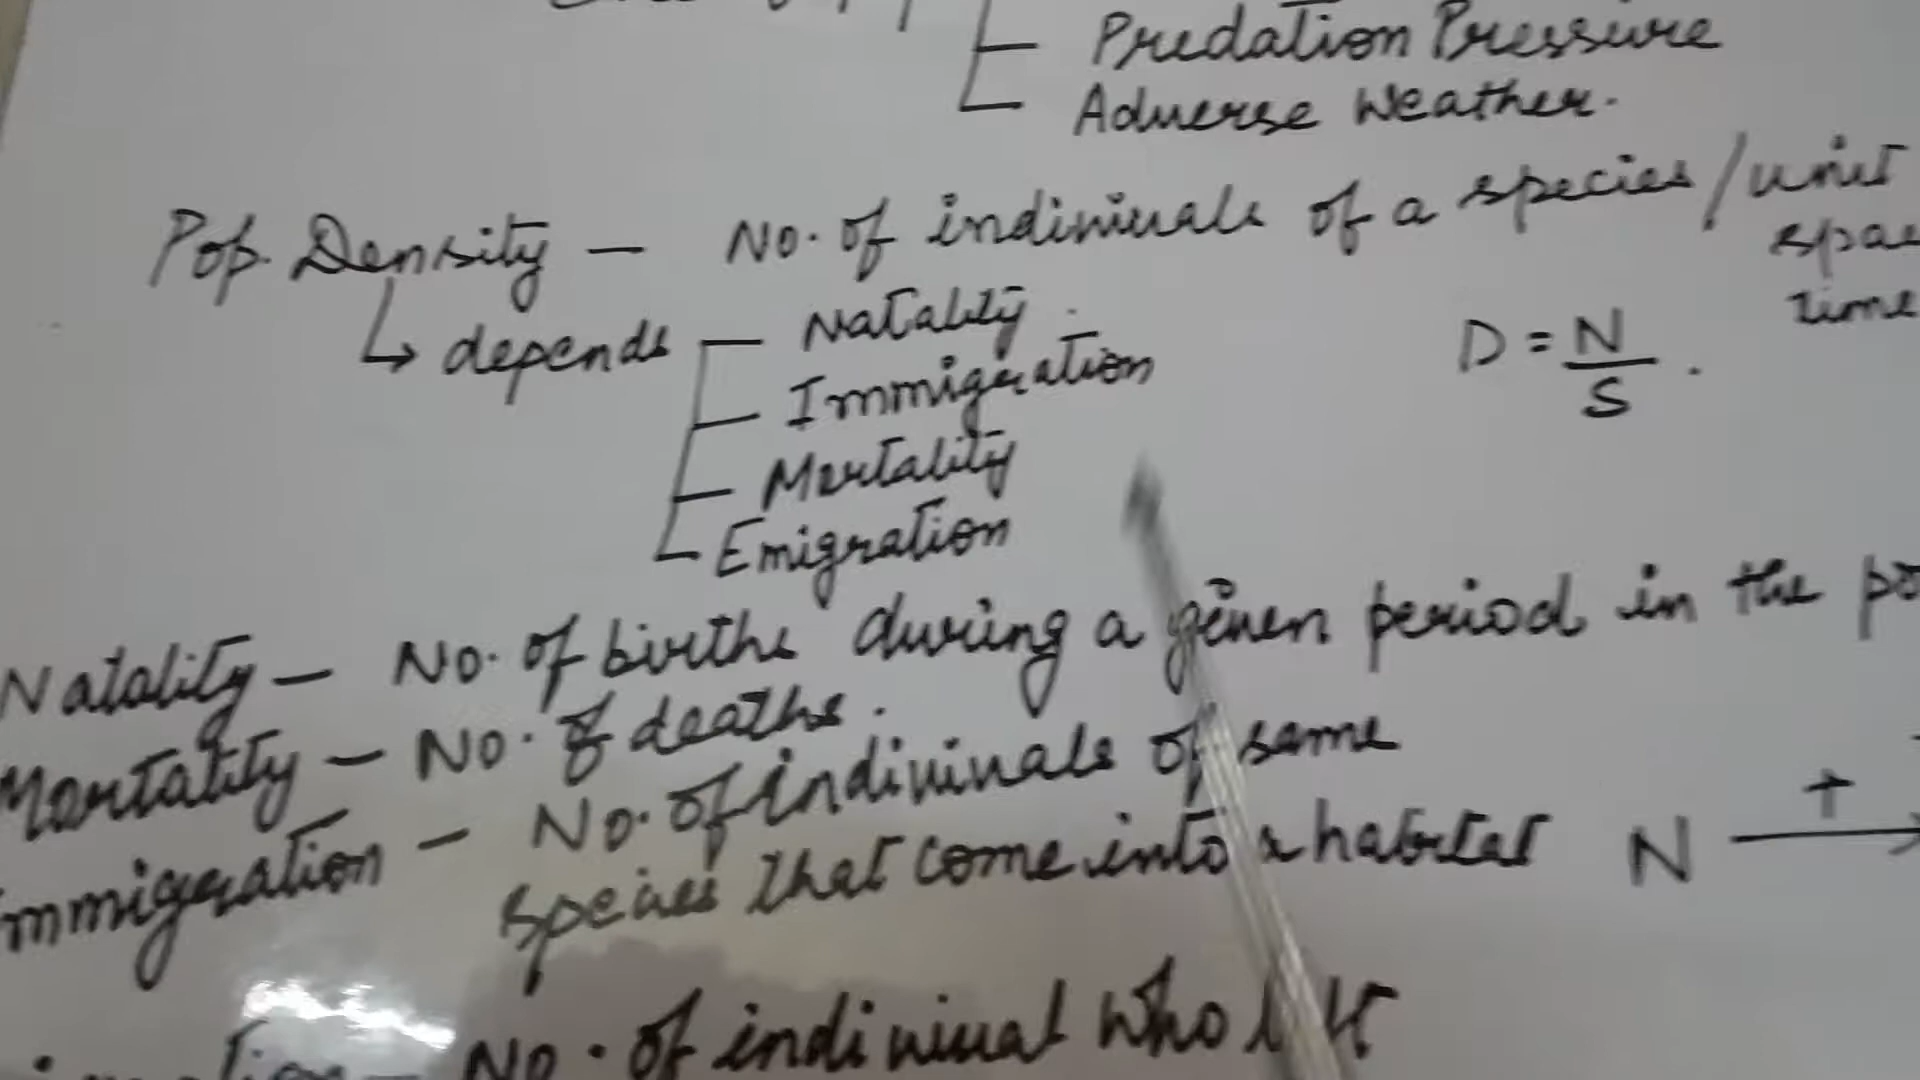 Predation Pressure
Adverse Weather.
Pop. Density — No. of indiviuals of a species / unit
depends
Natality
Immigration
Mortality
Emigration
time
D = N
S
Natality — No. of births during a given period in the
Mortality — No. of deaths.
Immigration — No. of indiviuals of same
species that come into a habitat N +
No. of indiviual who left